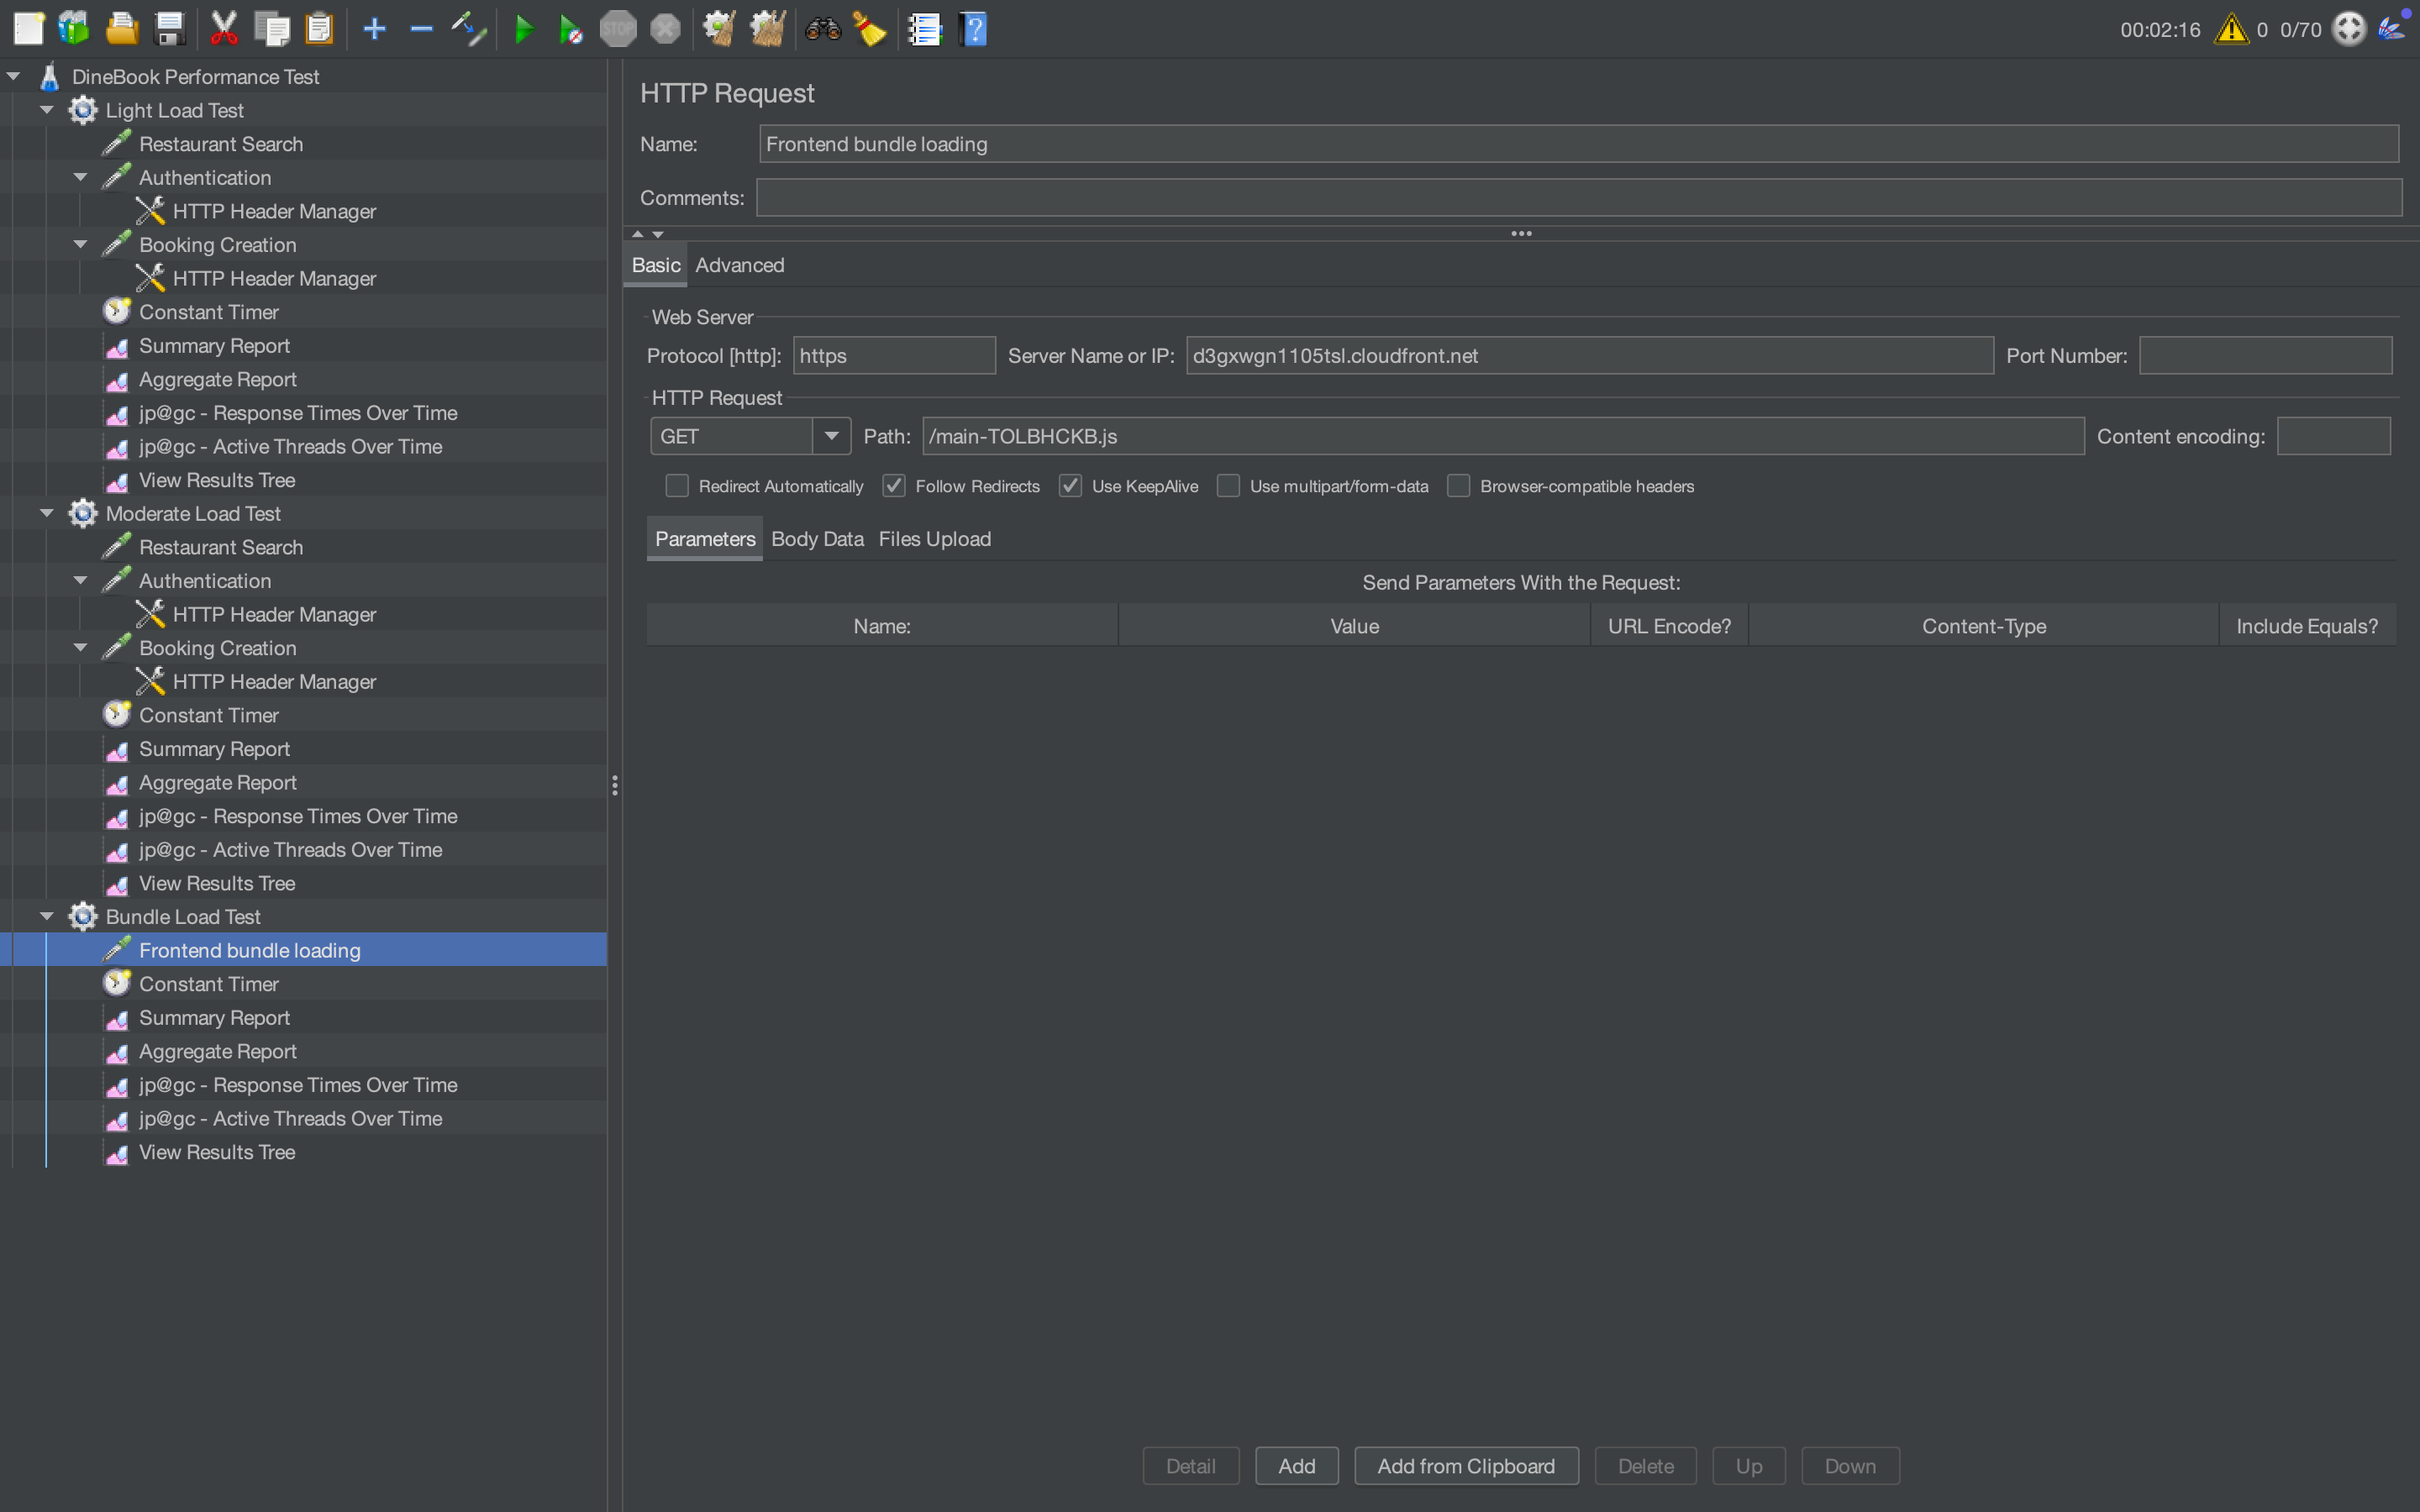 STOP
00:02:16 0 0/70
DineBook Performance Test
Light Load Test
Restaurant Search
Authentication
HTTP Header Manager
Booking Creation
HTTP Header Manager
Constant Timer
Summary Report
Aggregate Report
jp@gc - Response Times Over Time
jp@gc - Active Threads Over Time
View Results Tree
Moderate Load Test
Restaurant Search
Authentication
HTTP Header Manager
Booking Creation
HTTP Header Manager
Constant Timer
Summary Report
Aggregate Report
jp@gc - Response Times Over Time
jp@gc - Active Threads Over Time
View Results Tree
Bundle Load Test
Frontend bundle loading
Constant Timer
Summary Report
Aggregate Report
jp@gc - Response Times Over Time
jp@gc - Active Threads Over Time
View Results Tree
HTTP Request
Name: Frontend bundle loading
Comments:
Basic Advanced
Web Server
Protocol [http]: https Server Name or IP: d3gxwgn1105tsl.cloudfront.net Port Number:
HTTP Request
GET Path: /main-TOLBHCKB.js Content encoding:
Redirect Automatically Follow Redirects Use KeepAlive Use multipart/form-data Browser-compatible headers
Parameters Body Data Files Upload
Send Parameters With the Request:
Name: Value URL Encode? Content-Type Include Equals?
Detail Add Add from Clipboard Delete Up Down